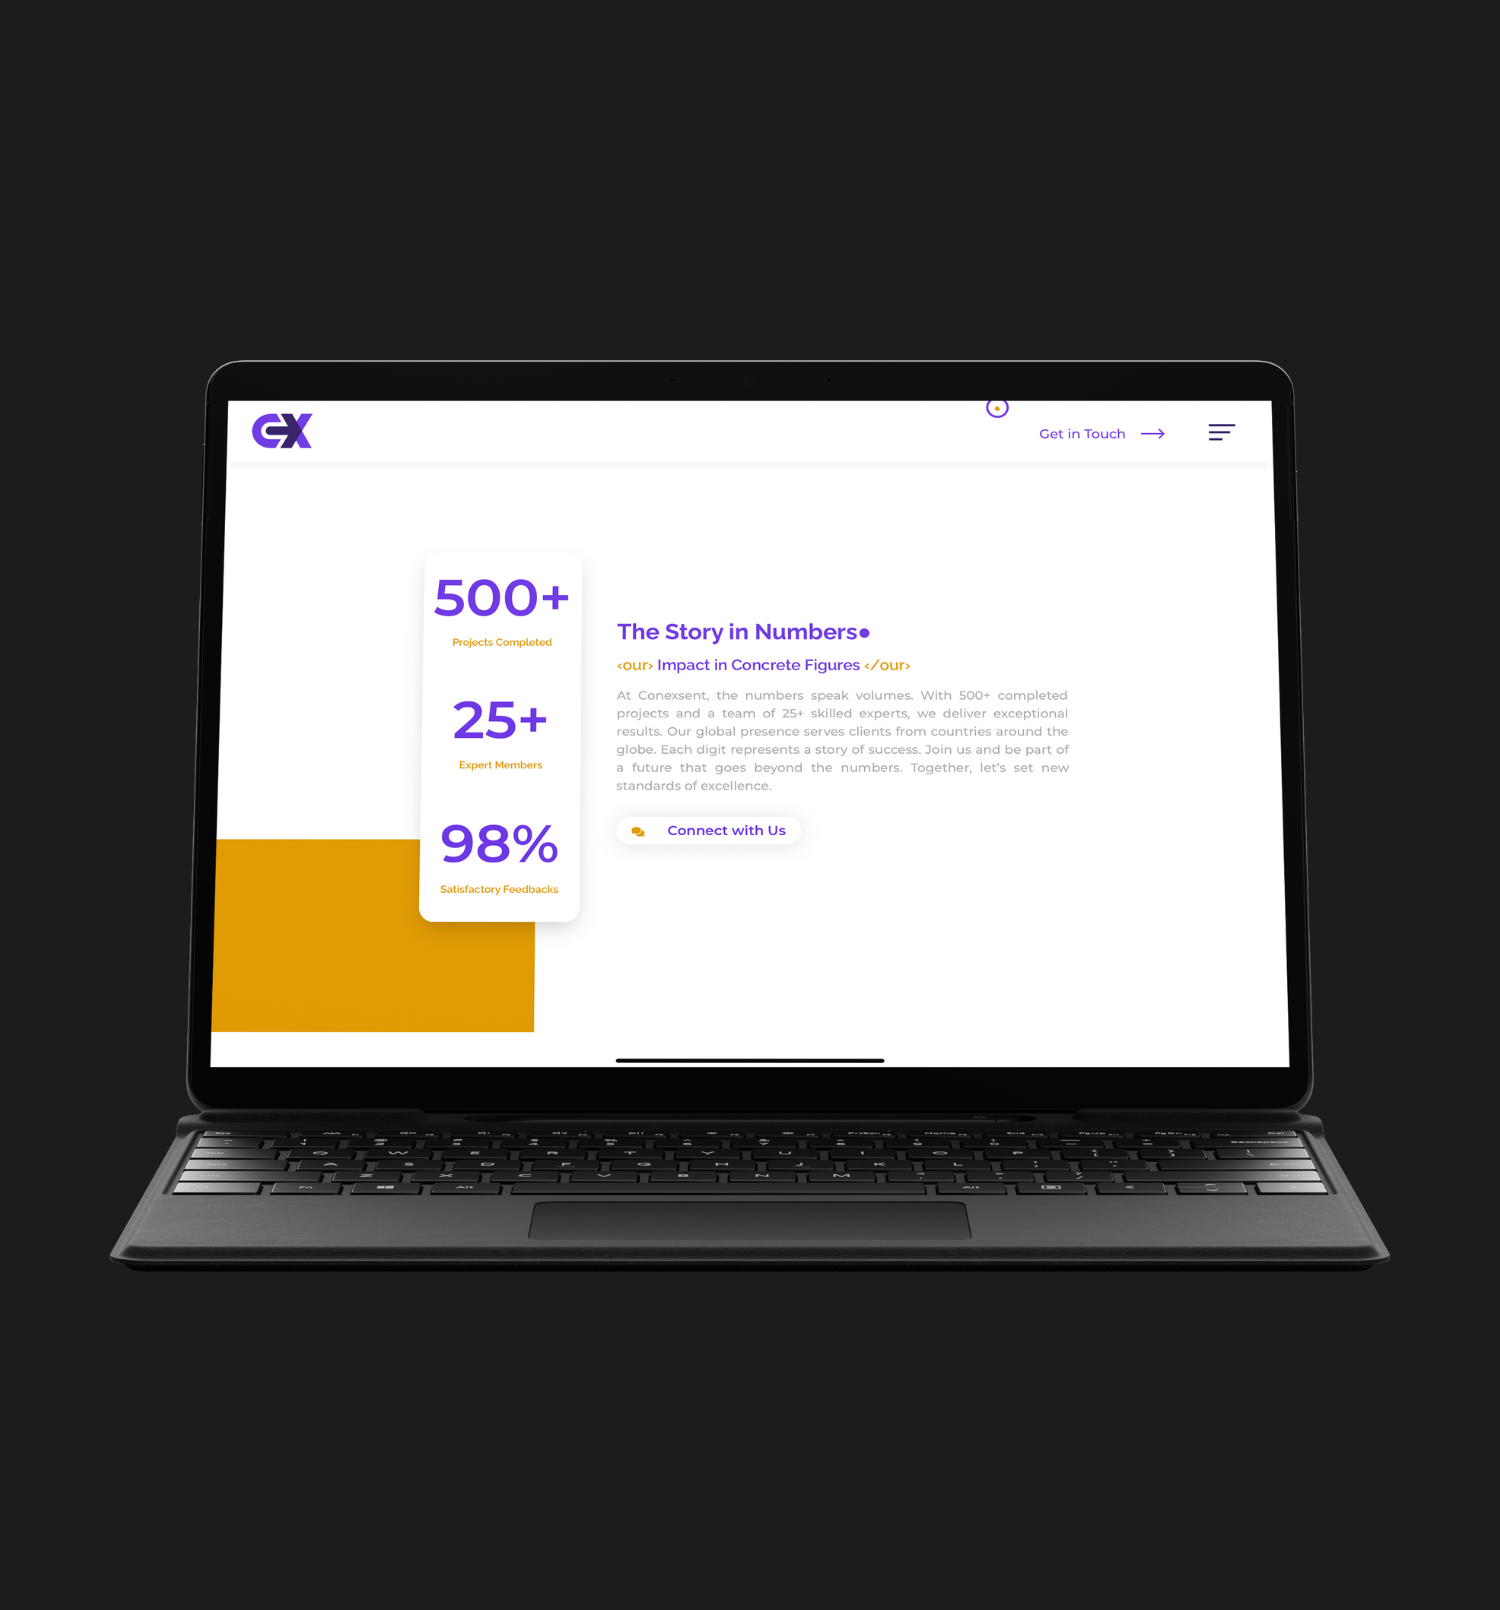 CX
Get in Touch
500+
Projects Completed
25+
Expert Members
98%
Satisfactory Feedbacks
The Story in Numbers●
<our> Impact in Concrete Figures </our>
At Conexsent, the numbers speak volumes. With 500+ completed
projects and a team of 25+ skilled experts, we deliver exceptional
results. Our global presence serves clients from countries around the
globe. Each digit represents a story of success. Join us and be part of
a future that goes beyond the numbers. Together, let's set new
standards of excellence.
Connect with Us
Q W E R T Y U I O P
A S D F G H J K L
Z X C V B N M
Fn Alt Alt